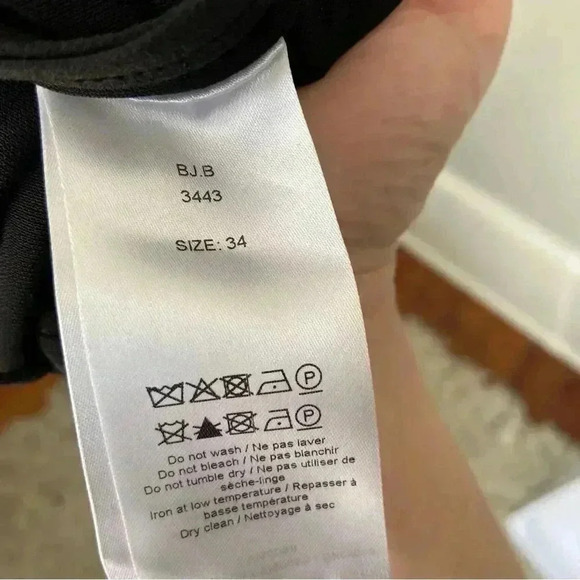 BJ.B
3443
SIZE: 34
P
P
Do not wash / Ne pas laver
Do not bleach / Ne pas blanchir
Do not tumble dry / Ne pas utiliser de
sèche-linge
Iron at low temperature / Repasser à
basse température
Dry clean / Nettoyage à sec